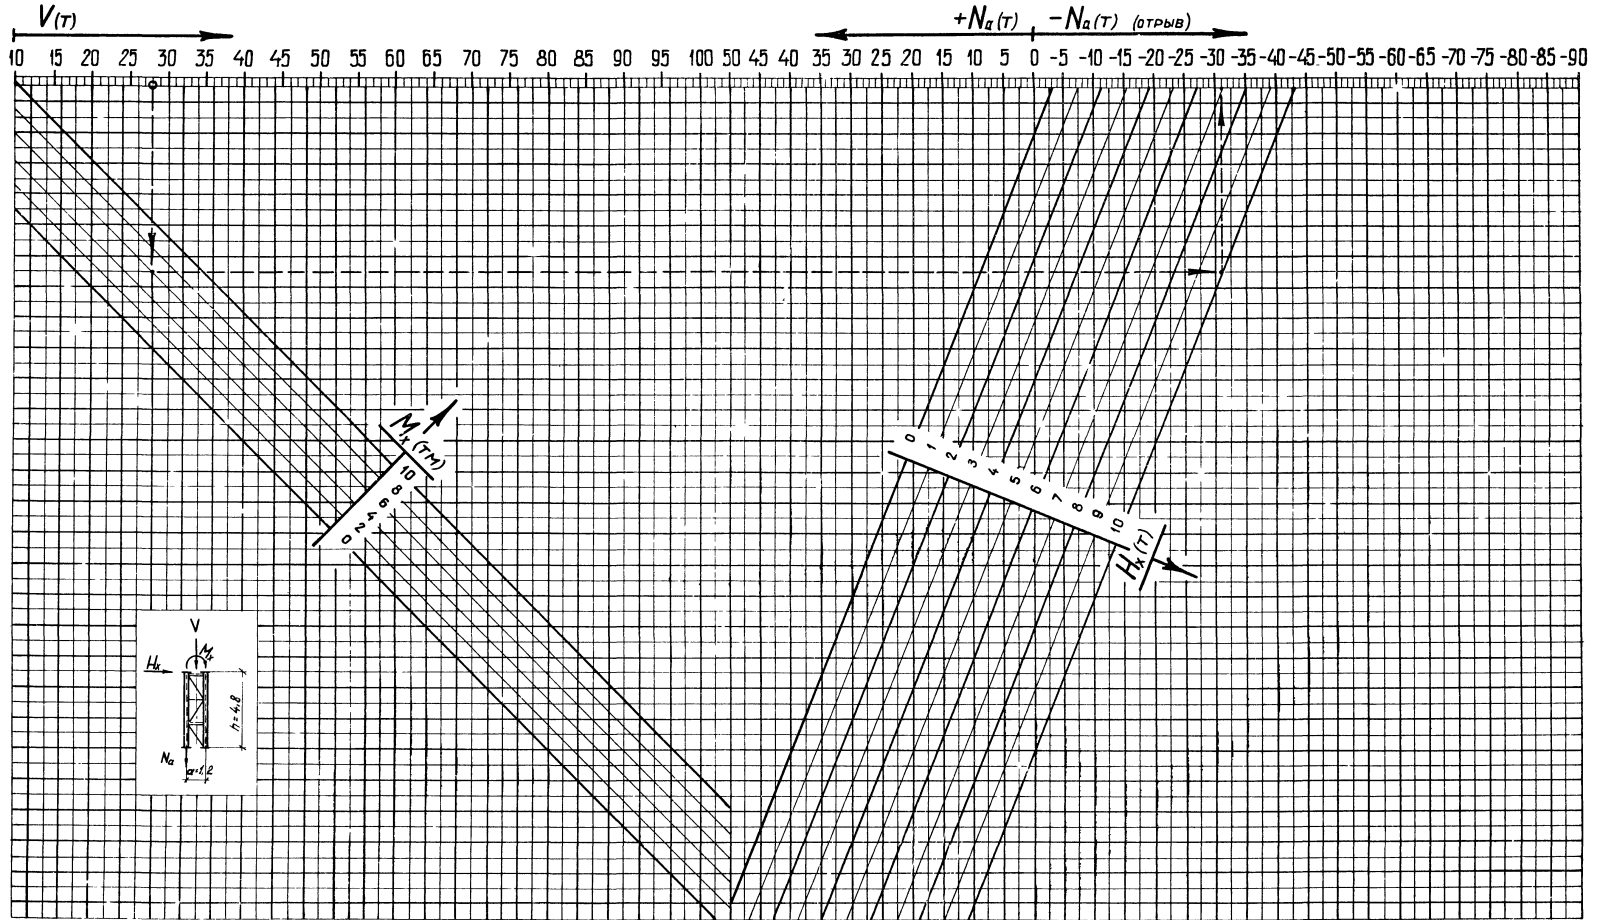 V(т) +Nа(т) -Nа(т) (отрыв)
10 15 20 25 30 35 40 45 50 55 60 65 70 75 80 85 90 95 100 50 45 40 35 30 25 20 15 10 5 0 -5 -10 -15 -20 -25 -30 -35 -40 -45 -50 -55 -60 -65 -70 -75 -80 -85 -90
Mx (тм)
10
8
6
4
2
0
0 1 2 3 4 5 6 7 8 9 10
Hx(т)
V
Mx
Hx
h=4,8
Nа
а=1,2